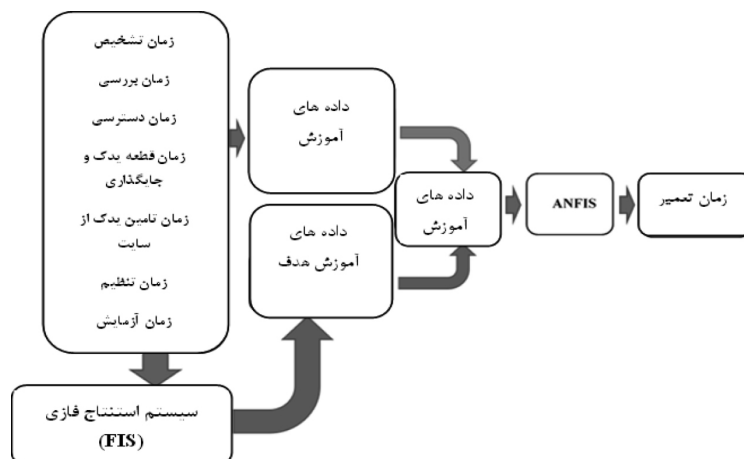 زمان تشخیص
زمان بررسی
زمان دسترسی
زمان قطعه یدک و
جایگذاری
زمان تامین یدک از
سایت
زمان تنظیم
زمان آزمایش
سیستم استنتاج فازی
(FIS)
داده های
آموزش
داده های
آموزش هدف
داده های
آموزش
ANFIS
زمان تعمیر